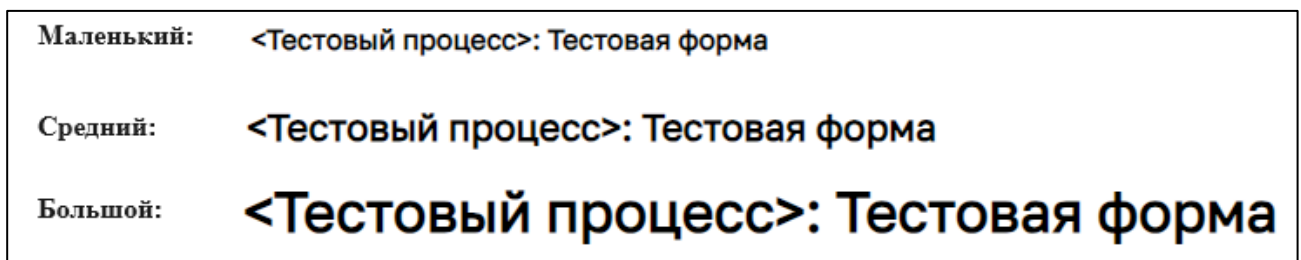 Маленький: <Тестовый процесс>: Тестовая форма
Средний: <Тестовый процесс>: Тестовая форма
Большой: <Тестовый процесс>: Тестовая форма